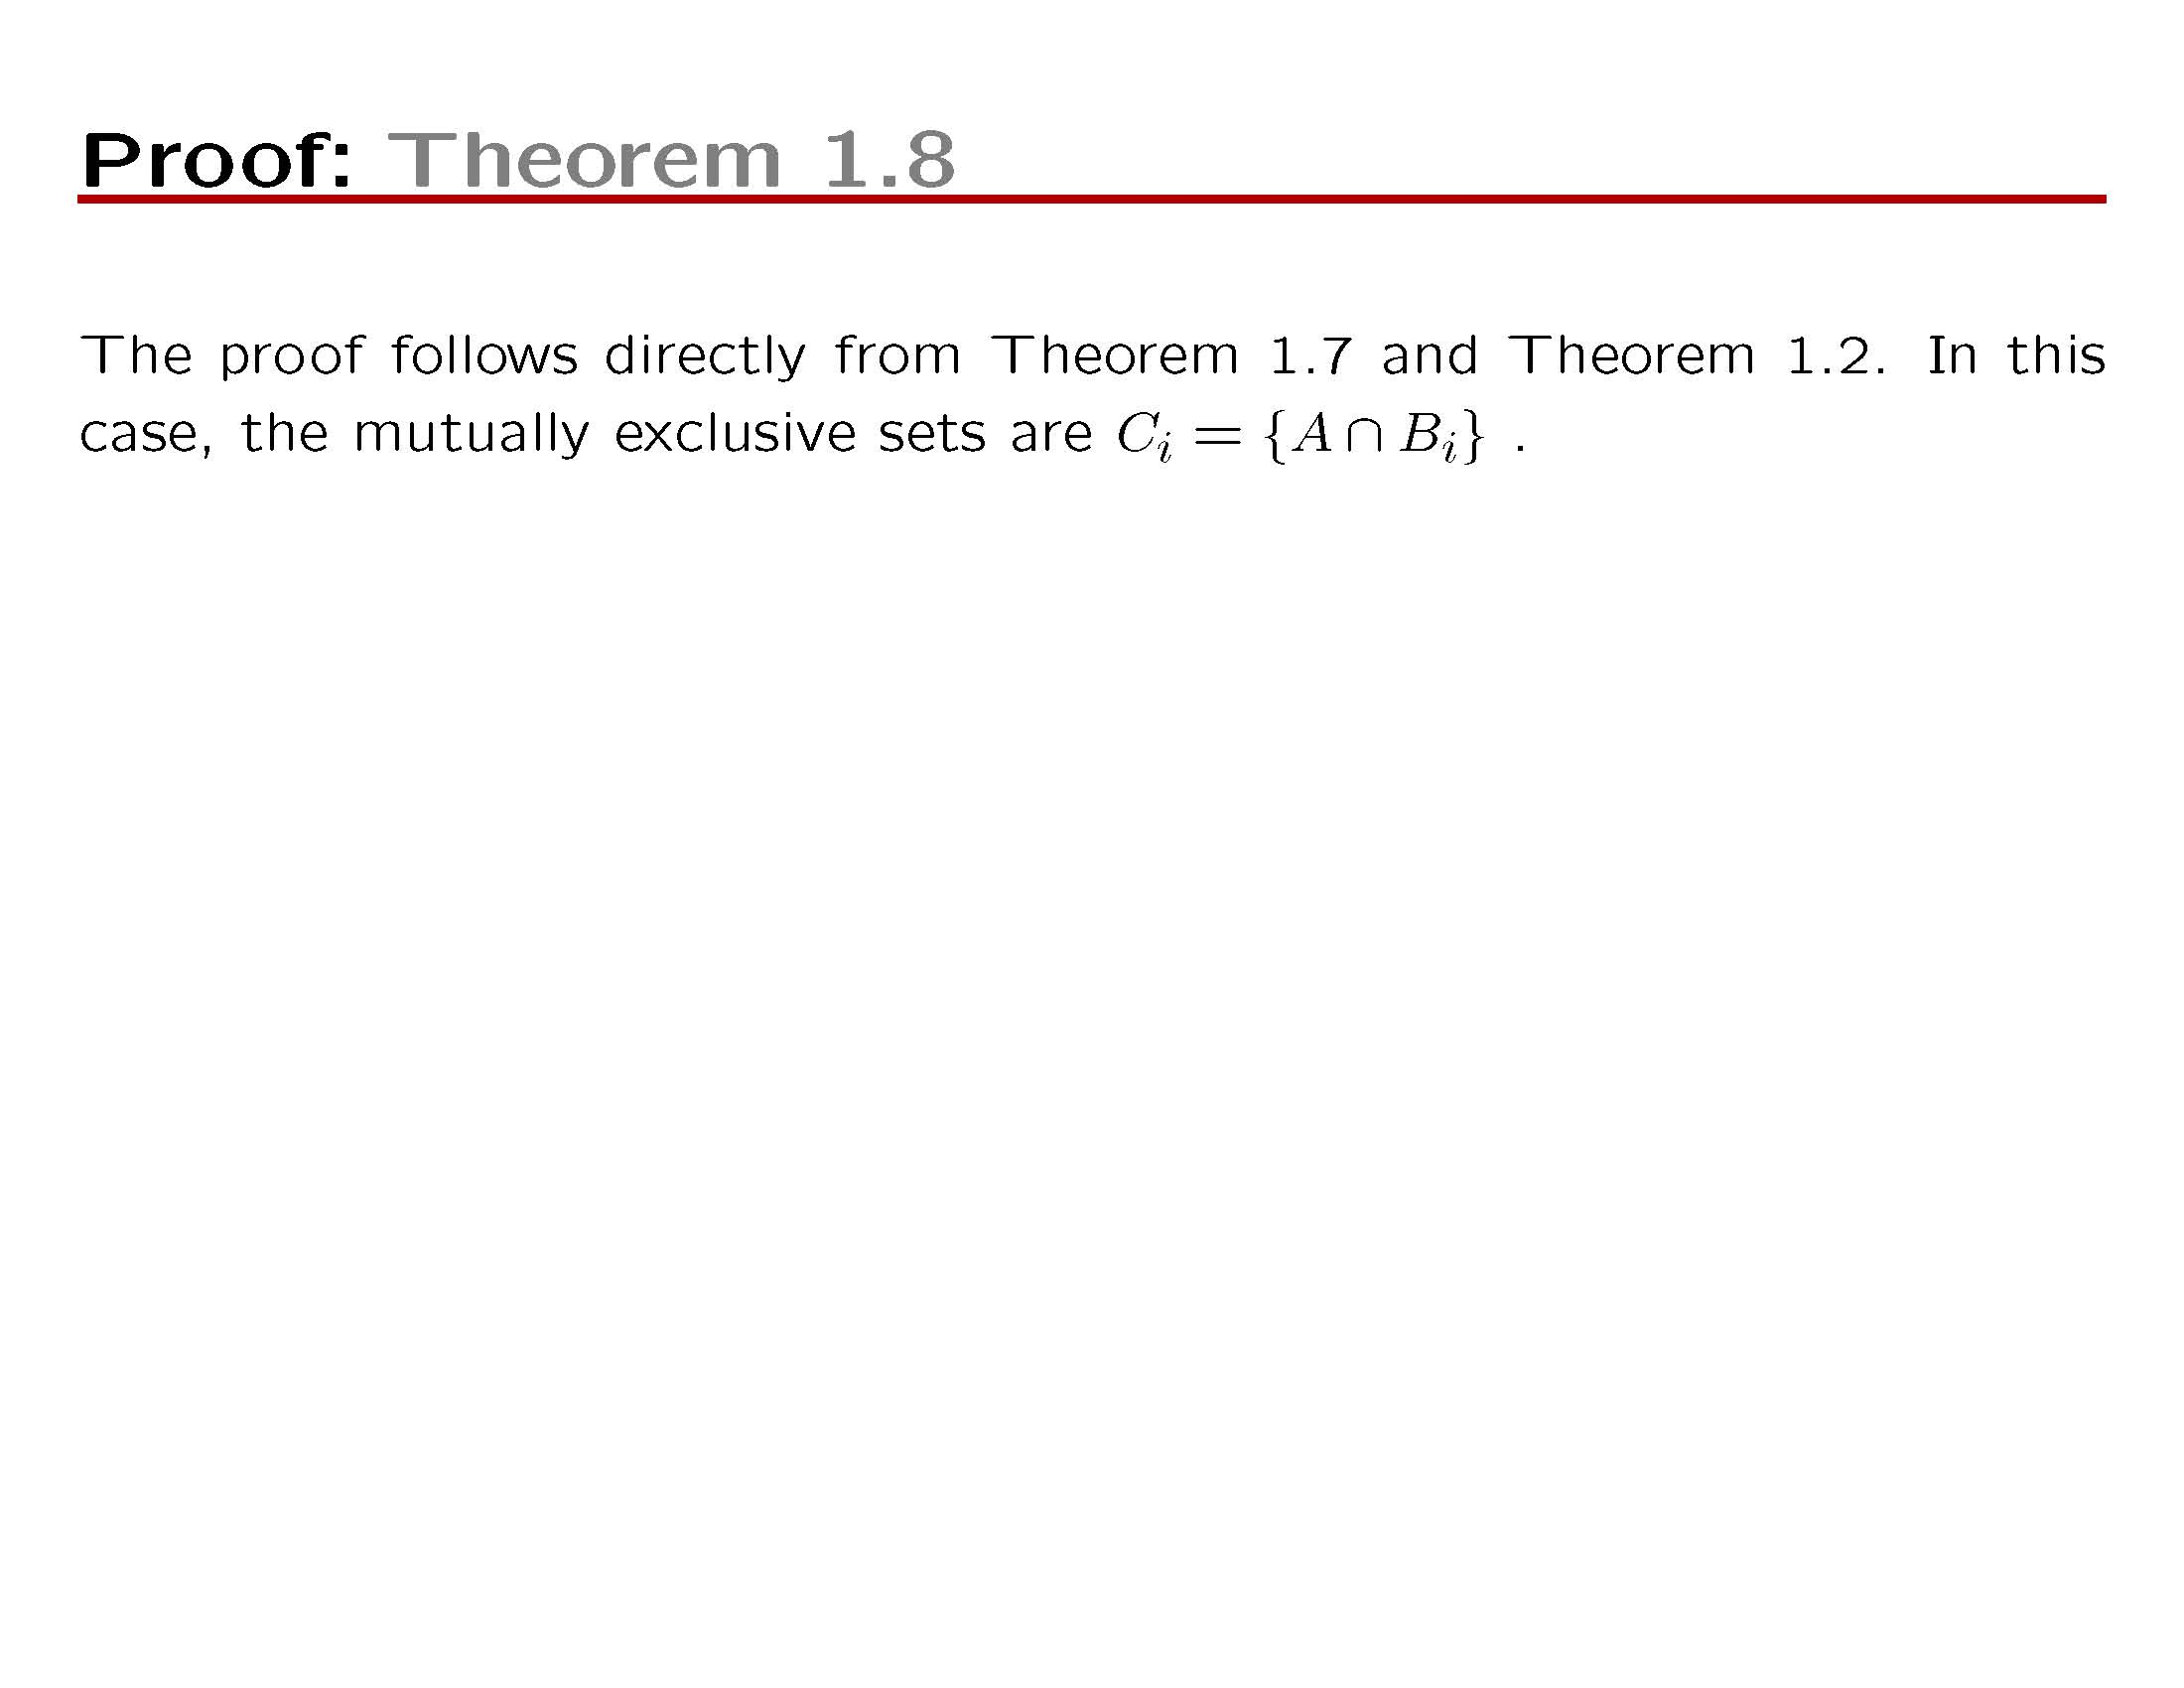 Proof: Theorem 1.8
The proof follows directly from Theorem 1.7 and Theorem 1.2. In this
case, the mutually exclusive sets are $C_i = \{A \cap B_i\}$ .